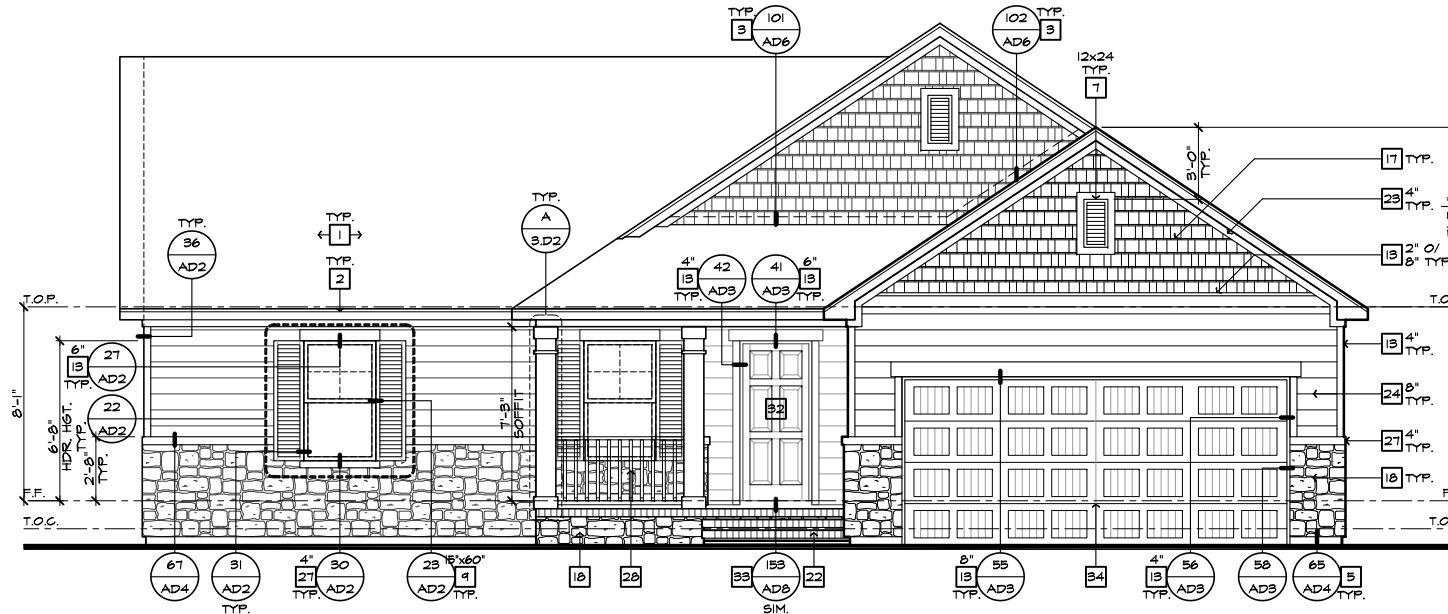 TYP.
3
101
AD6
102
AD6
TYP.
3
12x24
TYP.
7
3'-0"
TYP.
17 TYP.
23 4"
TYP.
13 2" O/
8" TYP
TYP.
A
3.D2
TYP.
36
AD2
TYP.
1
TYP.
2
4"
13
TYP.
42
AD3
41
AD3
6"
13
TYP.
T.O.P.
T.O
13 4"
TYP.
6"
13
TYP.
27
AD2
22
AD2
8'-1"
6'-8"
HDR. HGT.
2'-8"
TYP.
TYP.
7'-3"
SOFFIT
32
24 8"
TYP.
27 4"
TYP.
18 TYP.
F.F.
F
T.O.C.
T.O
67
AD4
31
AD2
TYP.
4"
27
TYP.
30
AD2
23
AD2
15"x60"
9
TYP.
18
28
33
153
AD8
SIM.
22
8"
13
TYP.
55
AD3
34
4"
13
TYP.
56
AD3
58
AD3
65
AD4
5
TYP.